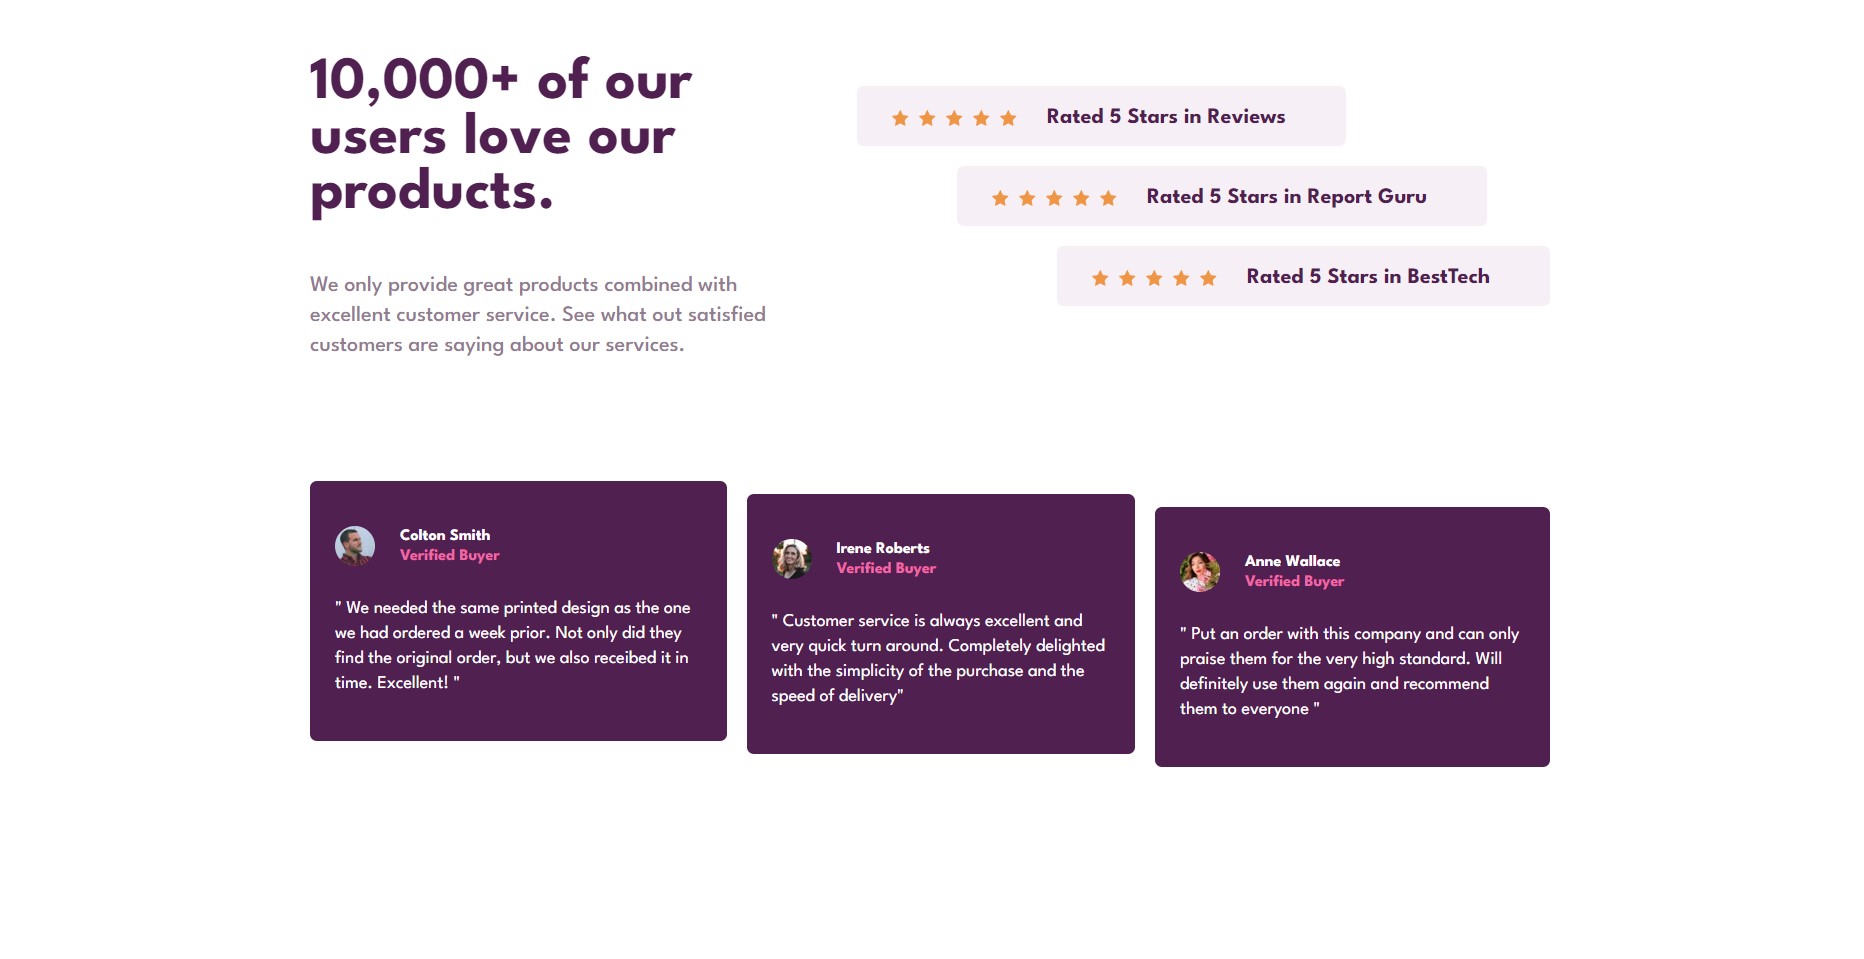 10,000+ of our
users love our
products.
We only provide great products combined with
excellent customer service. See what out satisfied
customers are saying about our services.
Rated 5 Stars in Reviews
Rated 5 Stars in Report Guru
Rated 5 Stars in BestTech
Colton Smith
Verified Buyer
" We needed the same printed design as the one
we had ordered a week prior. Not only did they
find the original order, but we also receibed it in
time. Excellent! "
Irene Roberts
Verified Buyer
" Customer service is always excellent and
very quick turn around. Completely delighted
with the simplicity of the purchase and the
speed of delivery"
Anne Wallace
Verified Buyer
" Put an order with this company and can only
praise them for the very high standard. Will
definitely use them again and recommend
them to everyone "